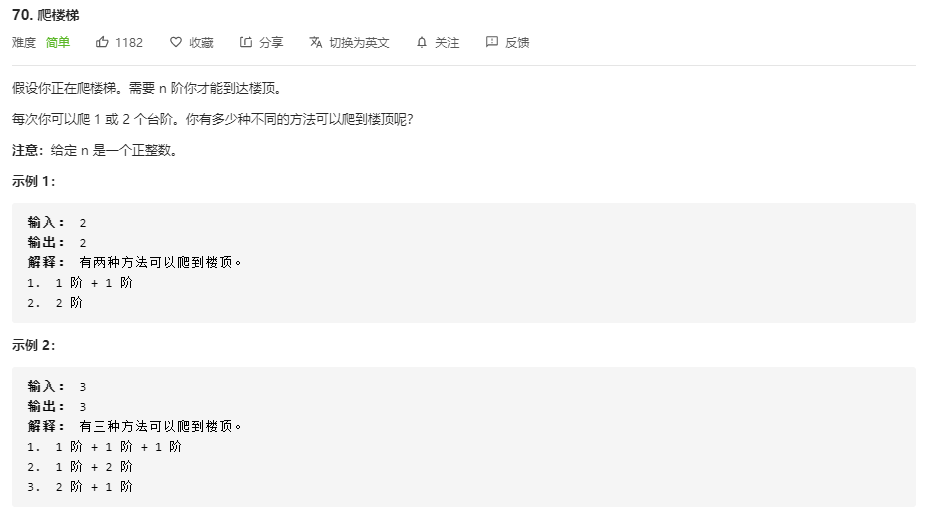 70. 爬楼梯
难度 简单 1182 收藏 分享 切换为英文 关注 反馈
假设你正在爬楼梯。需要 n 阶你才能到达楼顶。
每次你可以爬 1 或 2 个台阶。你有多少种不同的方法可以爬到楼顶呢？
注意：给定 n 是一个正整数。
示例 1：
输入： 2
输出： 2
解释： 有两种方法可以爬到楼顶。
1. 1 阶 + 1 阶
2. 2 阶
示例 2：
输入： 3
输出： 3
解释： 有三种方法可以爬到楼顶。
1. 1 阶 + 1 阶 + 1 阶
2. 1 阶 + 2 阶
3. 2 阶 + 1 阶